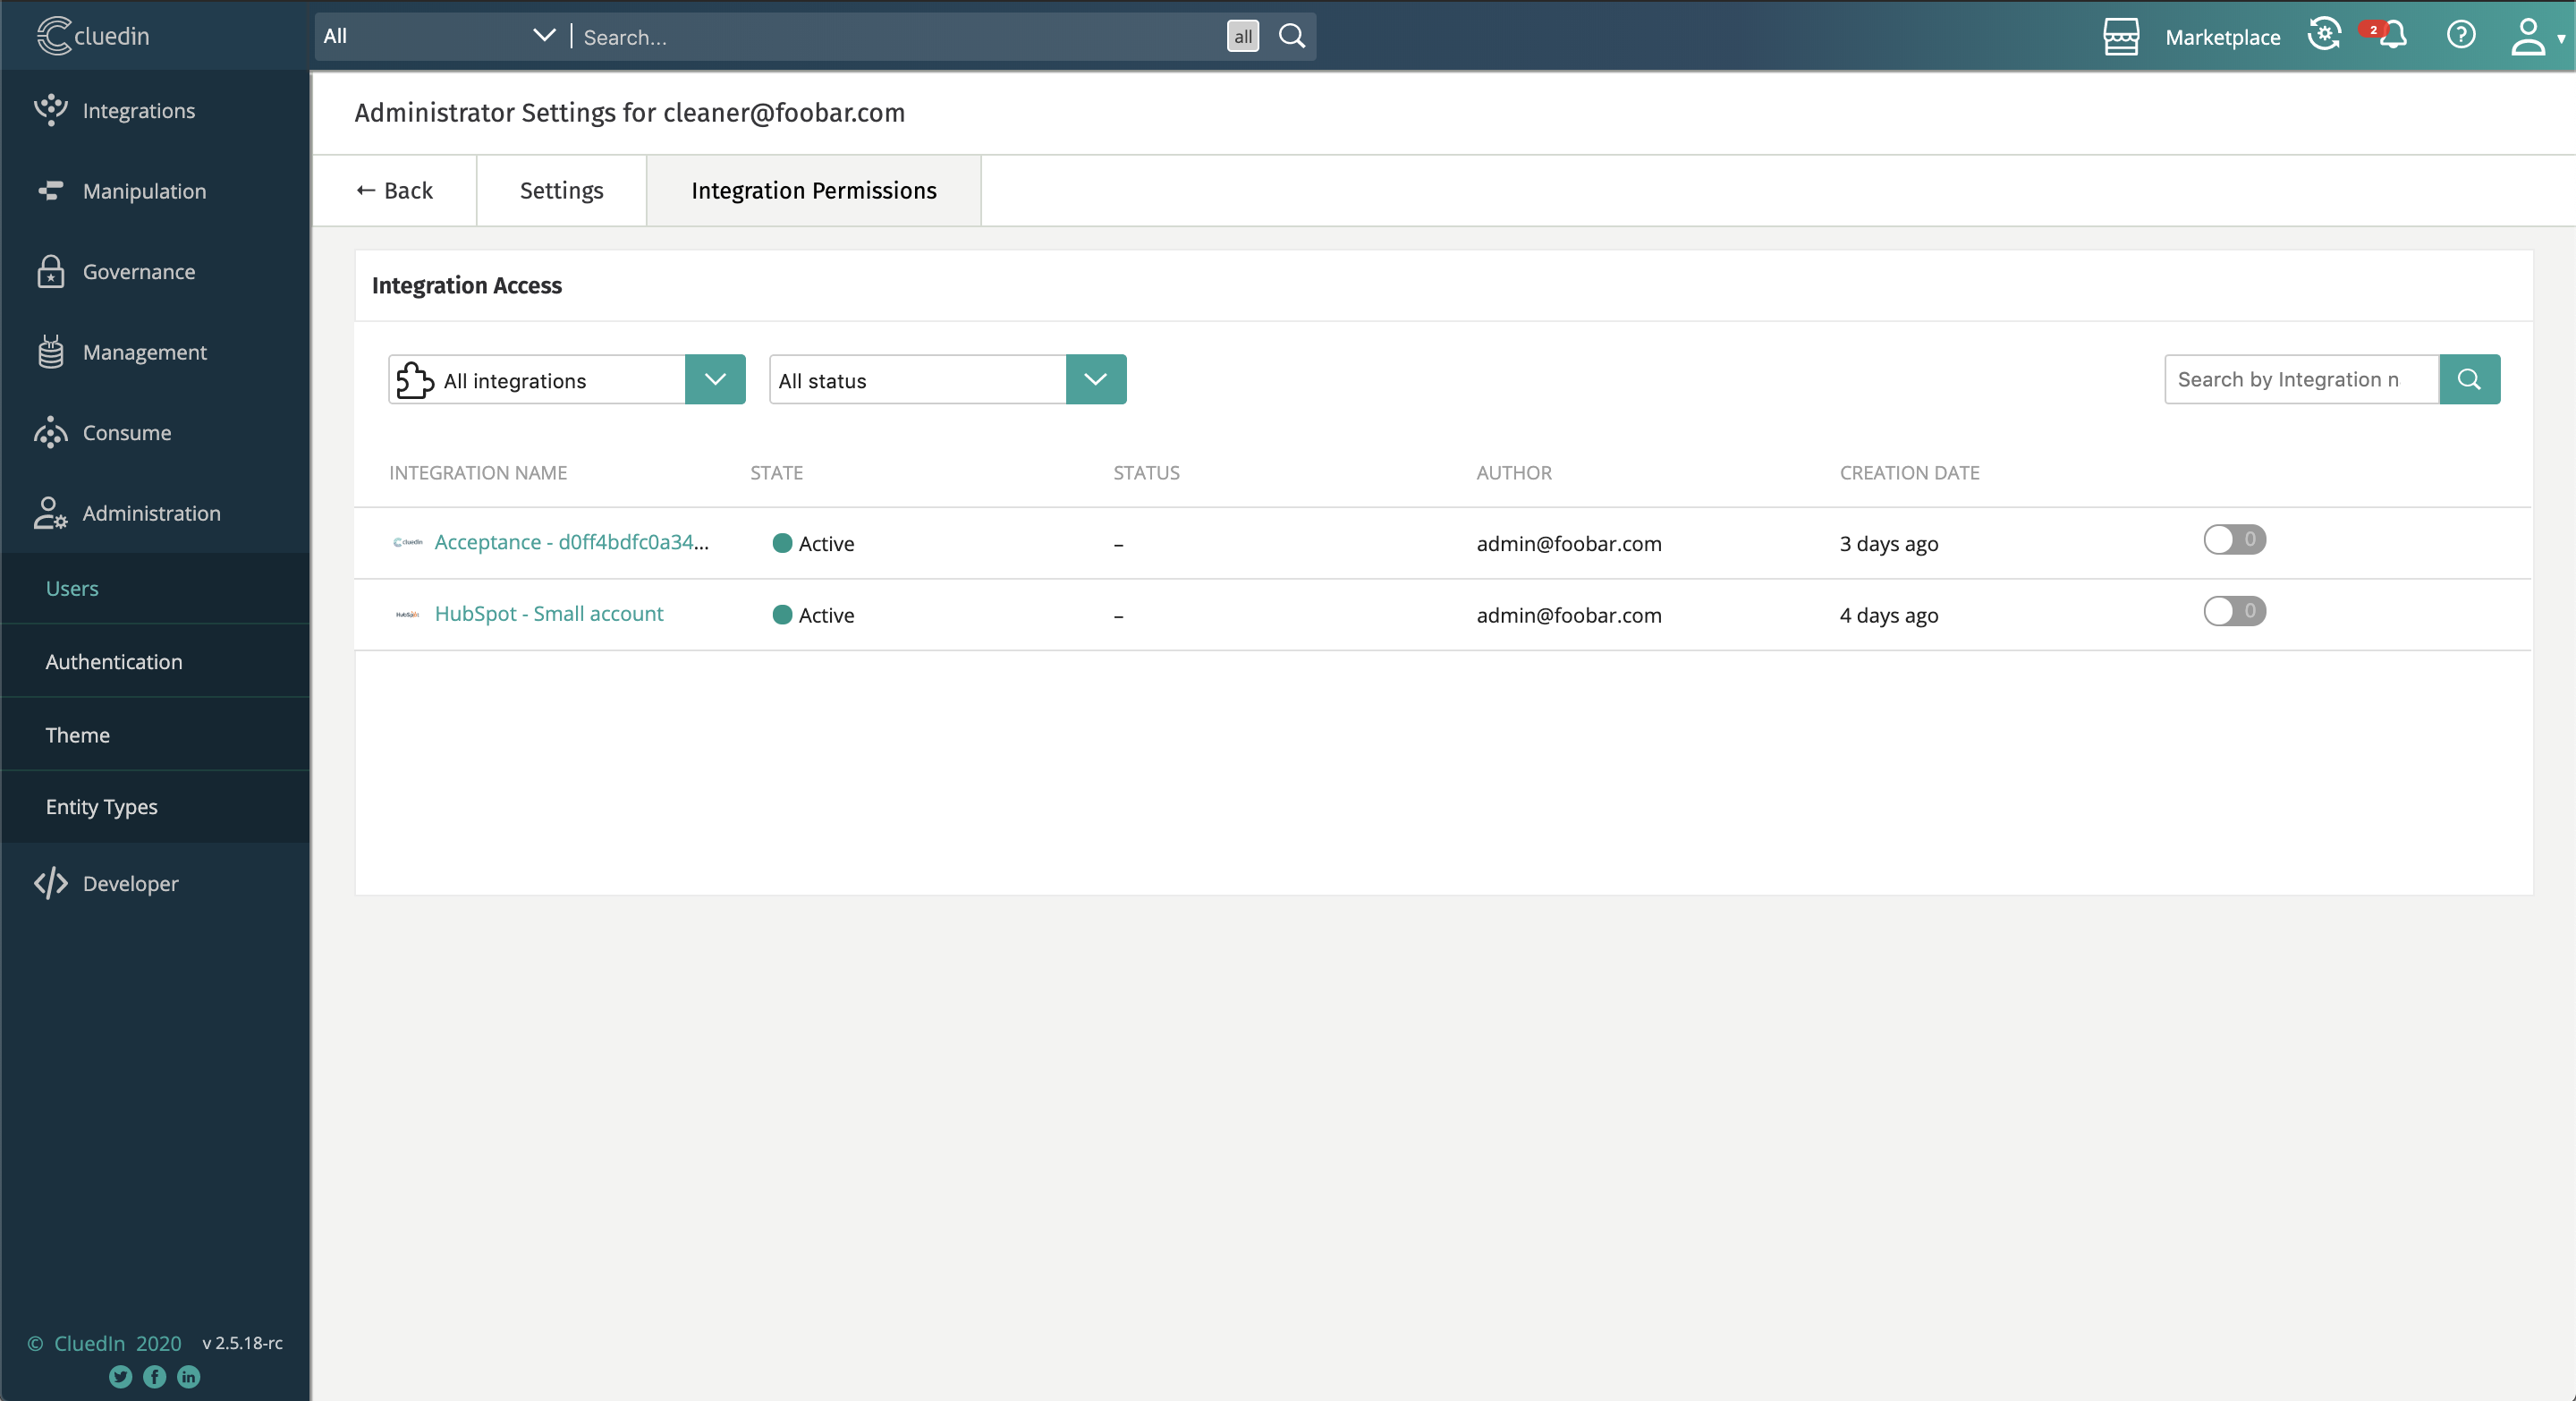 cluedin
All
Search...
all
Marketplace
2
Integrations
Manipulation
Governance
Management
Consume
Administration
Users
Authentication
Theme
Entity Types
Developer
© CluedIn 2020 v 2.5.18-rc
Administrator Settings for cleaner@foobar.com
← Back
Settings
Integration Permissions
Integration Access
All integrations
All status
Search by Integration n
INTEGRATION NAME STATE STATUS AUTHOR CREATION DATE
Cluedin Acceptance - d0ff4bdfc0a34... Active – admin@foobar.com 3 days ago 0
HubSpot HubSpot - Small account Active – admin@foobar.com 4 days ago 0